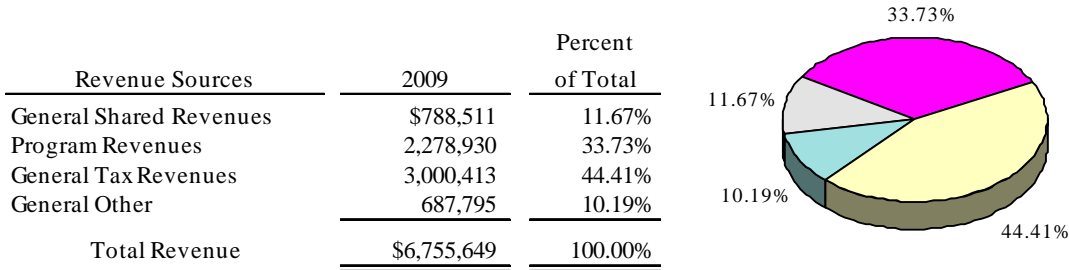 Percent
Revenue Sources 2009 of Total
General Shared Revenues $788,511 11.67%
Program Revenues 2,278,930 33.73%
General Tax Revenues 3,000,413 44.41%
General Other 687,795 10.19%
Total Revenue $6,755,649 100.00%
33.73%
11.67%
10.19%
44.41%